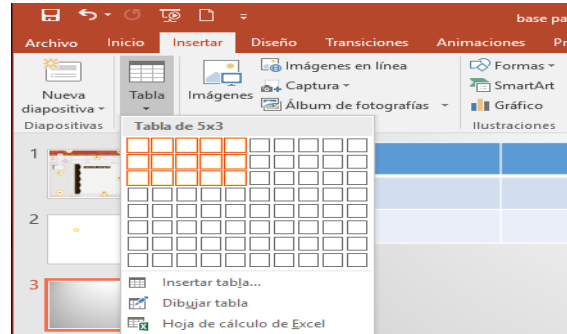 base pa
Archivo Inicio Insertar Diseño Transiciones Animaciones Pr
Nueva diapositiva
Tabla
Imágenes
Imágenes en línea
Captura
Álbum de fotografías
Formas
SmartArt
Gráfico
Diapositivas
Ilustraciones
Tabla de 5x3
1
2
3
Insertar tabla...
Dibujar tabla
Hoja de cálculo de Excel